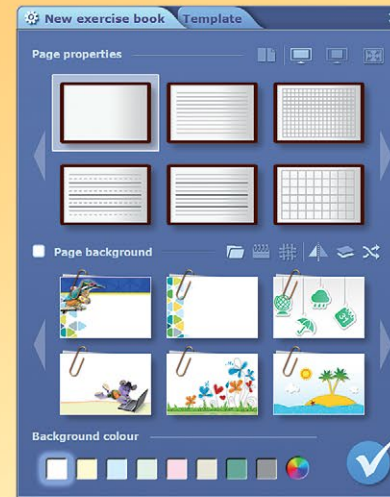 New exercise book Template
Page properties
Page background
Background colour